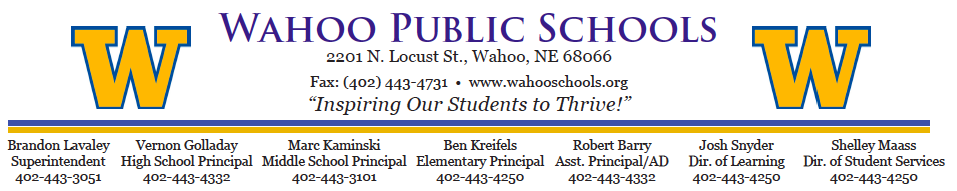 W
WAHOO PUBLIC SCHOOLS
W
2201 N. Locust St., Wahoo, NE 68066
Fax: (402) 443-4731 • www.wahooschools.org
“Inspiring Our Students to Thrive!”
Brandon Lavaley Vernon Golladay Marc Kaminski Ben Kreifels Robert Barry Josh Snyder Shelley Maass
Superintendent High School Principal Middle School Principal Elementary Principal Asst. Principal/AD Dir. of Learning Dir. of Student Services
402-443-3051 402-443-4332 402-443-3101 402-443-4250 402-443-4332 402-443-4250 402-443-4250